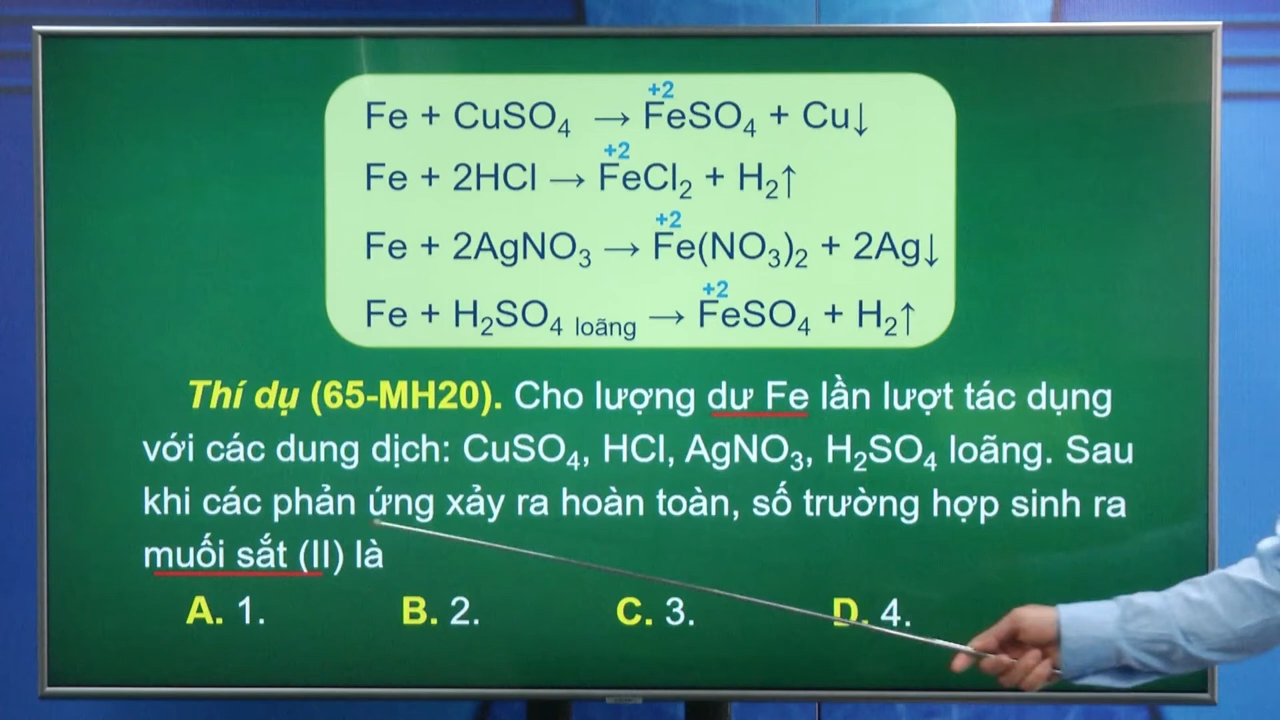 Fe + CuSO₄ → FeSO₄ + Cu↓
+2
Fe + 2HCl → FeCl₂ + H₂↑
+2
Fe + 2AgNO₃ → Fe(NO₃)₂ + 2Ag↓
+2
Fe + H₂SO₄ loãng → FeSO₄ + H₂↑
+2
Thí dụ (65-MH20). Cho lượng dư Fe lần lượt tác dụng
với các dung dịch: CuSO₄, HCl, AgNO₃, H₂SO₄ loãng. Sau
khi các phản ứng xảy ra hoàn toàn, số trường hợp sinh ra
muối sắt (II) là
A. 1. B. 2. C. 3. D. 4.